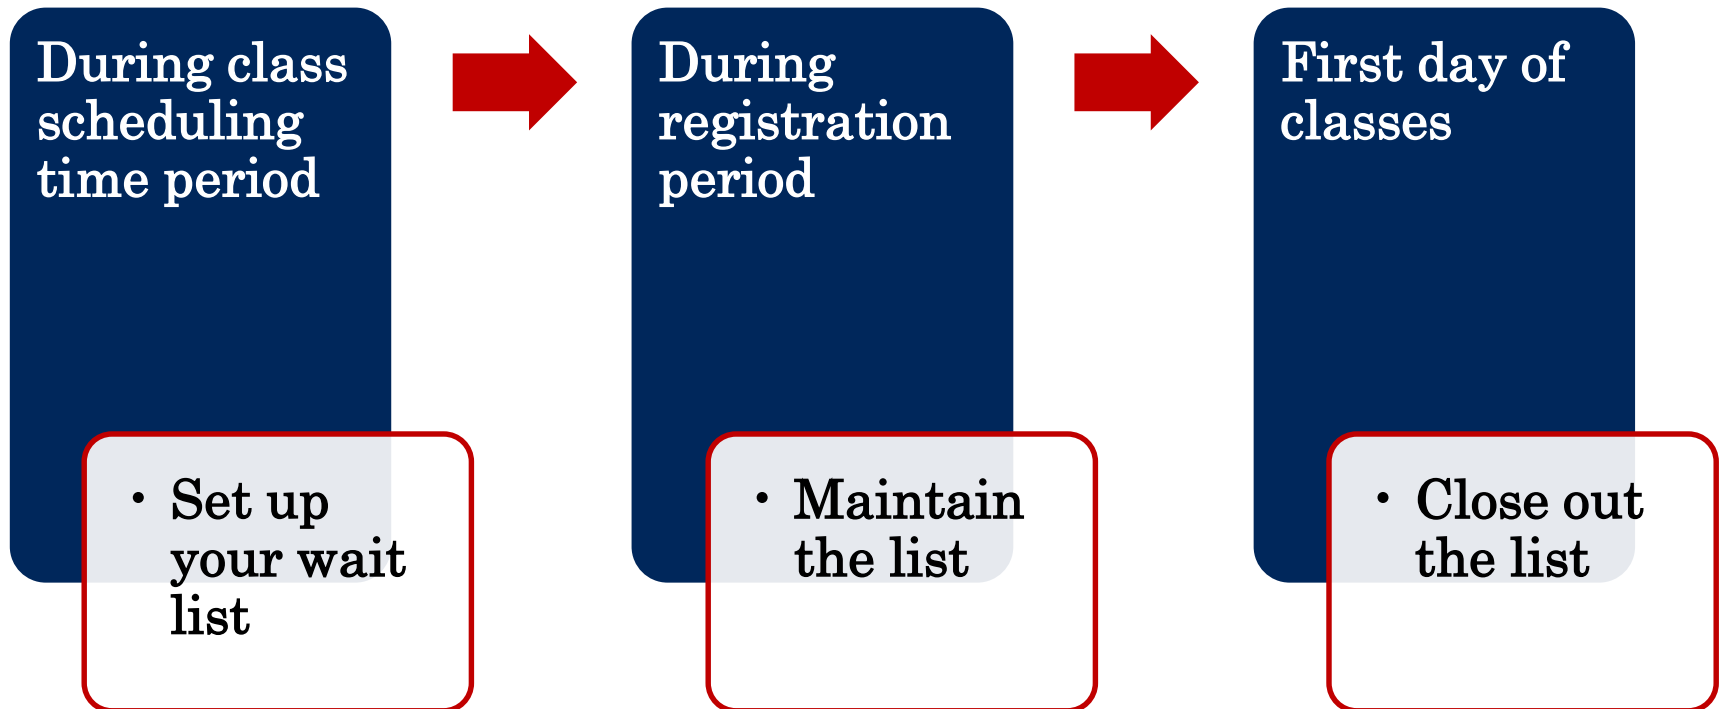 During class
scheduling
time period
• Set up
your wait
list
During
registration
period
• Maintain
the list
First day of
classes
• Close out
the list